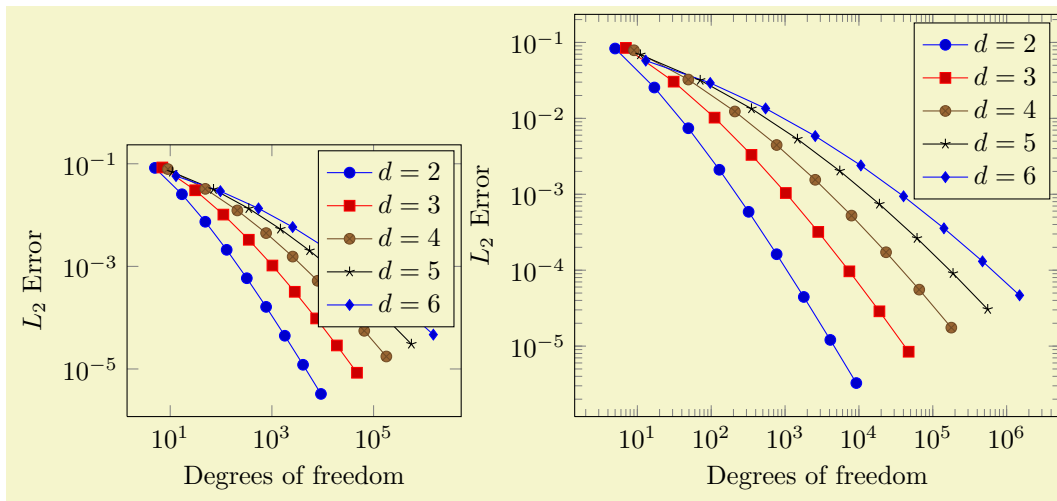 10^{-1}
10^{-3}
10^{-5}
L_2 Error
d = 2
d = 3
d = 4
d = 5
d = 6
10^1 10^3 10^5
Degrees of freedom
10^{-1}
10^{-2}
10^{-3}
10^{-4}
10^{-5}
L_2 Error
d = 2
d = 3
d = 4
d = 5
d = 6
10^1 10^2 10^3 10^4 10^5 10^6
Degrees of freedom